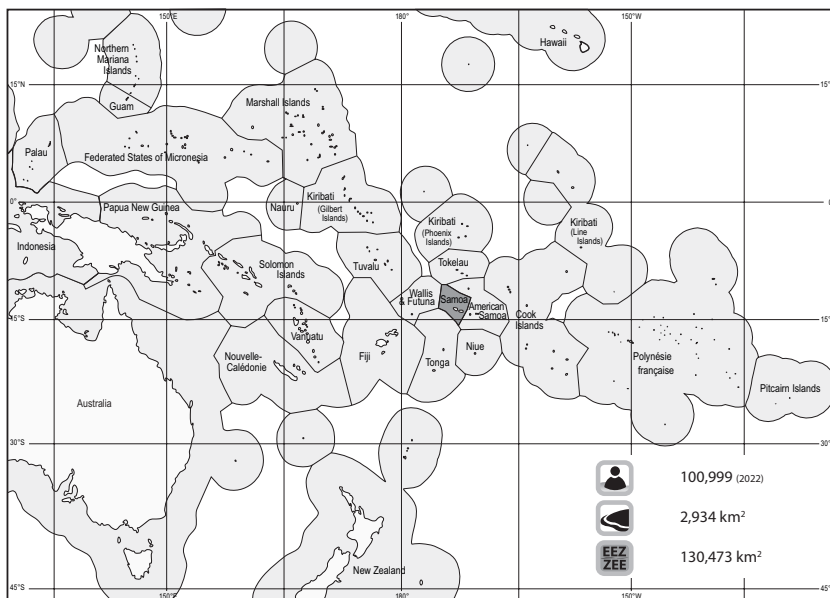 150°E
180°
150°W
Hawaii
Northern
Mariana
Islands
15°N
15°N
Guam
Marshall Islands
Palau
Federated States of Micronesia
0°
0°
Papua New Guinea
Nauru
Kiribati
(Gilbert
Islands)
Kiribati
(Phoenix
Islands)
Kiribati
(Line
Islands)
Indonesia
Solomon
Islands
Tuvalu
Tokelau
Wallis
&
Futuna
Samoa
American
Samoa
Cook
Islands
15°S
15°S
Vanuatu
Nouvelle-
Calédonie
Fiji
Tonga
Niue
Polynésie
française
Pitcairn Islands
Australia
30°S
30°S
100,999 (2022)
2,934 km²
EEZ
ZEE
130,473 km²
New Zealand
45°S
45°S
150°E
180°
150°W